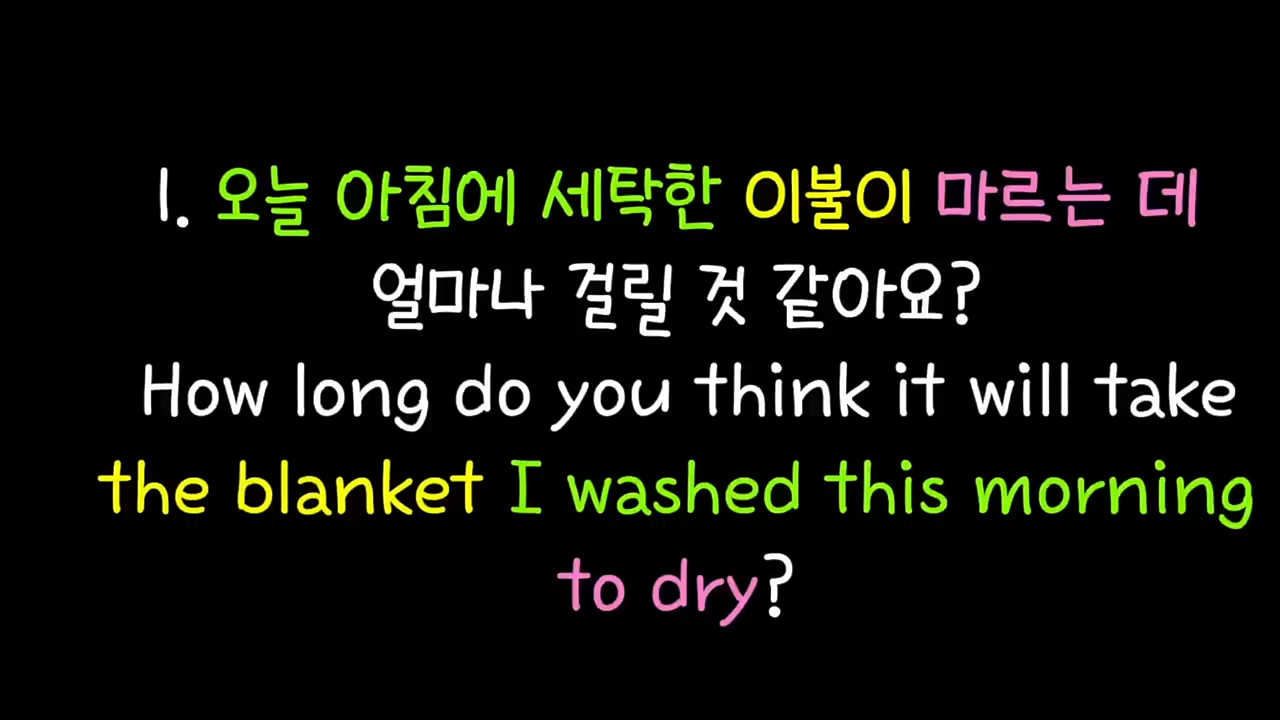 1. 오늘 아침에 세탁한 이불이 마르는 데
얼마나 걸릴 것 같아요?
How long do you think it will take
the blanket I washed this morning
to dry?